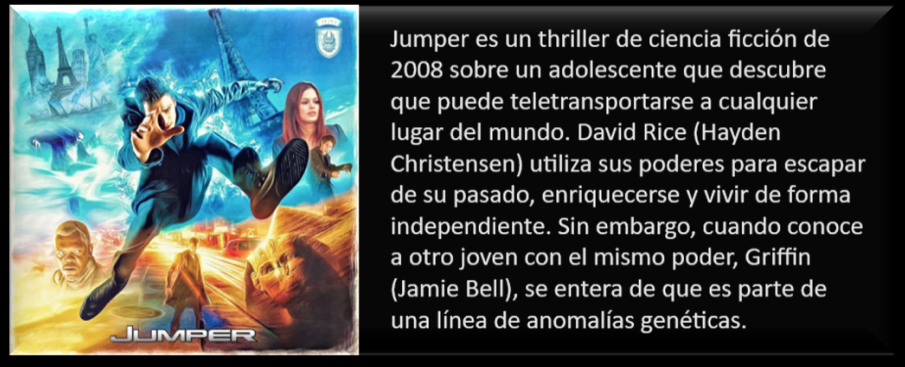 JUMPER
Jumper es un thriller de ciencia ficción de
2008 sobre un adolescente que descubre
que puede teletransportarse a cualquier
lugar del mundo. David Rice (Hayden
Christensen) utiliza sus poderes para escapar
de su pasado, enriquecerse y vivir de forma
independiente. Sin embargo, cuando conoce
a otro joven con el mismo poder, Griffin
(Jamie Bell), se entera de que es parte de
una línea de anomalías genéticas.